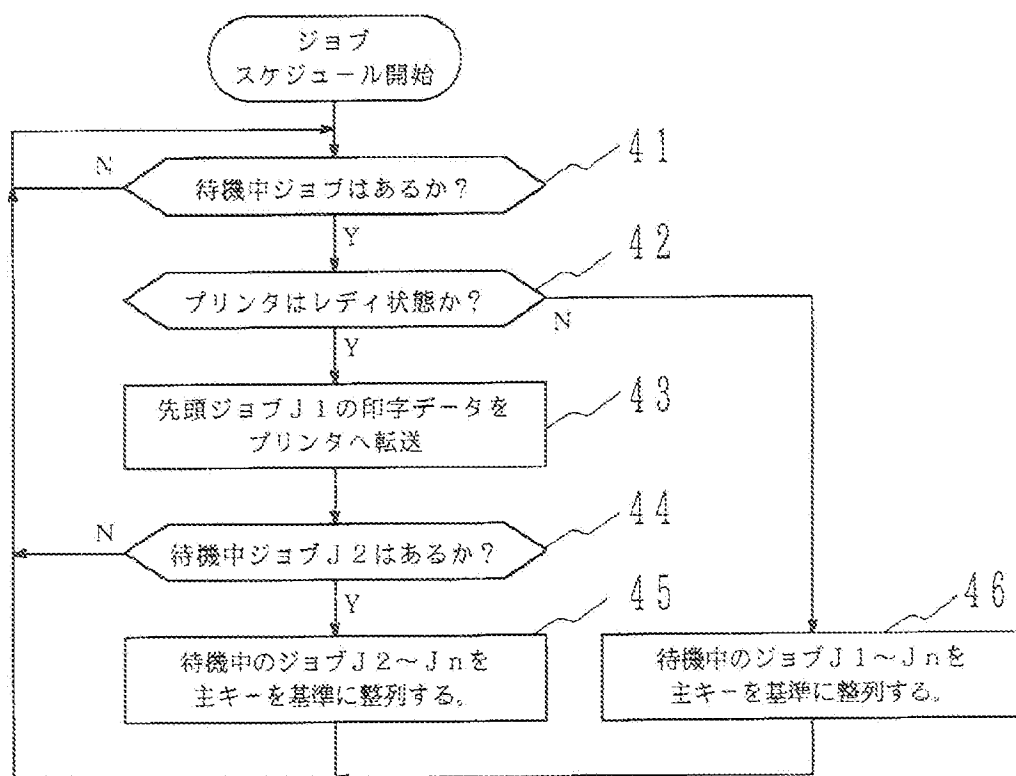 ジョブ
スケジュール開始
N
41
待機中ジョブはあるか?
Y
42
プリンタはレディ状態か?
N
Y
43
先頭ジョブJ1の印字データを
プリンタへ転送
44
N
待機中ジョブJ2はあるか?
Y
45
待機中のジョブJ2~Jnを
主キーを基準に整列する。
46
待機中のジョブJ1~Jnを
主キーを基準に整列する。